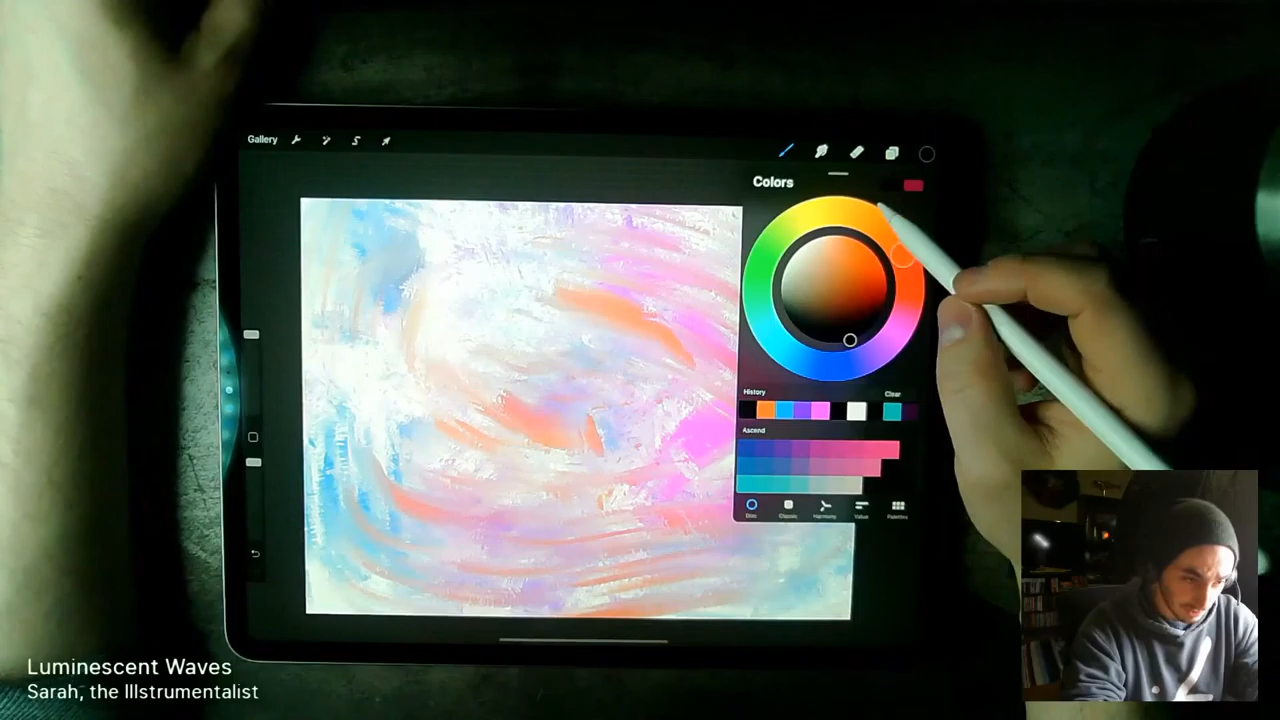 Gallery
Colors
History
Clear
Ascend
Disc
Classic
Harmony
Value
Palettes
Luminescent Waves
Sarah, the Illstrumentalist